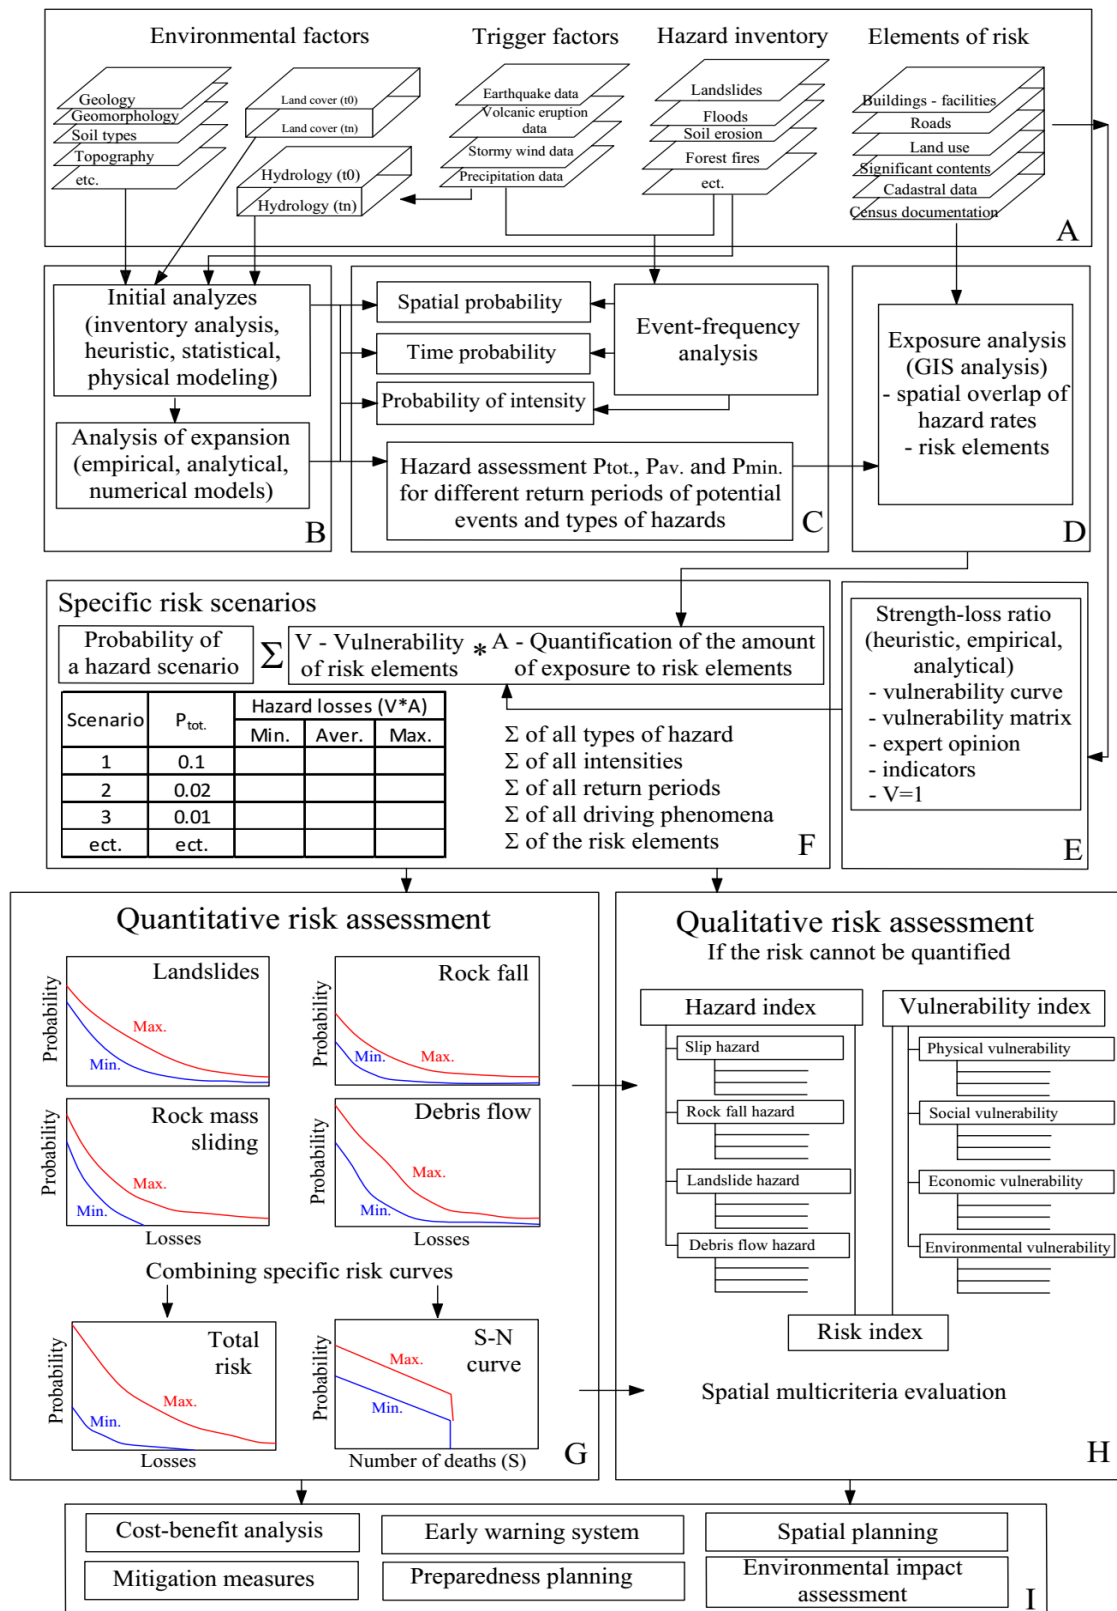 Environmental factors
Trigger factors
Hazard inventory
Elements of risk
Geology
Geomorphology
Soil types
Topography
etc.
Land cover (t0)
Land cover (tn)
Hydrology (t0)
Hydrology (tn)
Earthquake data
Volcanic eruption
data
Stormy wind data
Precipitation data
Landslides
Floods
Soil erosion
Forest fires
ect.
Buildings - facilities
Roads
Land use
Significant contents
Cadastral data
Census documentation
A
Initial analyzes
(inventory analysis,
heuristic, statistical,
physical modeling)
Analysis of expansion
(empirical, analytical,
numerical models)
B
Spatial probability
Time probability
Probability of intensity
Event-frequency
analysis
Hazard assessment Ptot., Pav. and Pmin.
for different return periods of potential
events and types of hazards
C
Exposure analysis
(GIS analysis)
- spatial overlap of
hazard rates
- risk elements
D
Specific risk scenarios
Probability of
a hazard scenario
Σ
V - Vulnerability
of risk elements
*
A - Quantification of the amount
of exposure to risk elements
Scenario
Ptot.
Hazard losses (V*A)
Min.
Aver.
Max.
1
0.1
2
0.02
3
0.01
ect.
ect.
Σ of all types of hazard
Σ of all intensities
Σ of all return periods
Σ of all driving phenomena
Σ of the risk elements
F
Strength-loss ratio
(heuristic, empirical,
analytical)
- vulnerability curve
- vulnerability matrix
- expert opinion
- indicators
- V=1
E
Quantitative risk assessment
Probability
Landslides
Max.
Min.
Probability
Rock fall
Max.
Min.
Probability
Rock mass
sliding
Max.
Min.
Losses
Probability
Debris flow
Max.
Min.
Losses
Combining specific risk curves
Probability
Total
risk
Max.
Min.
Losses
Probability
S-N
curve
Max.
Min.
Number of deaths (S)
G
Qualitative risk assessment
If the risk cannot be quantified
Hazard index
Slip hazard
Rock fall hazard
Landslide hazard
Debris flow hazard
Vulnerability index
Physical vulnerability
Social vulnerability
Economic vulnerability
Environmental vulnerability
Risk index
Spatial multicriteria evaluation
H
Cost-benefit analysis
Early warning system
Spatial planning
Mitigation measures
Preparedness planning
Environmental impact
assessment
I